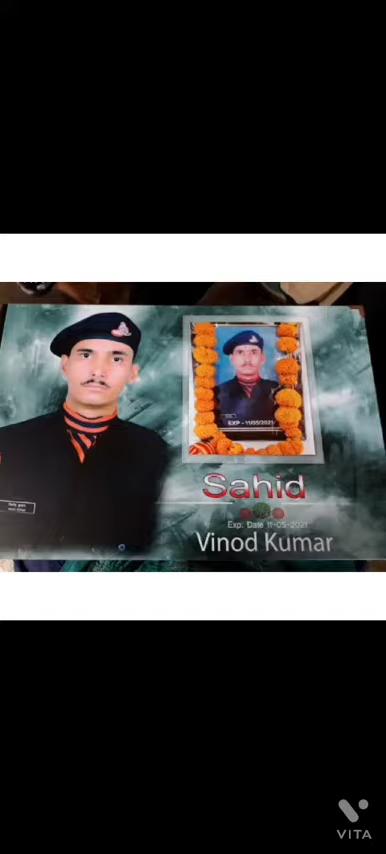 EXP - 11/05/2021
Sahid
Exp. Date 11-05-2021
Vinod Kumar
VITA